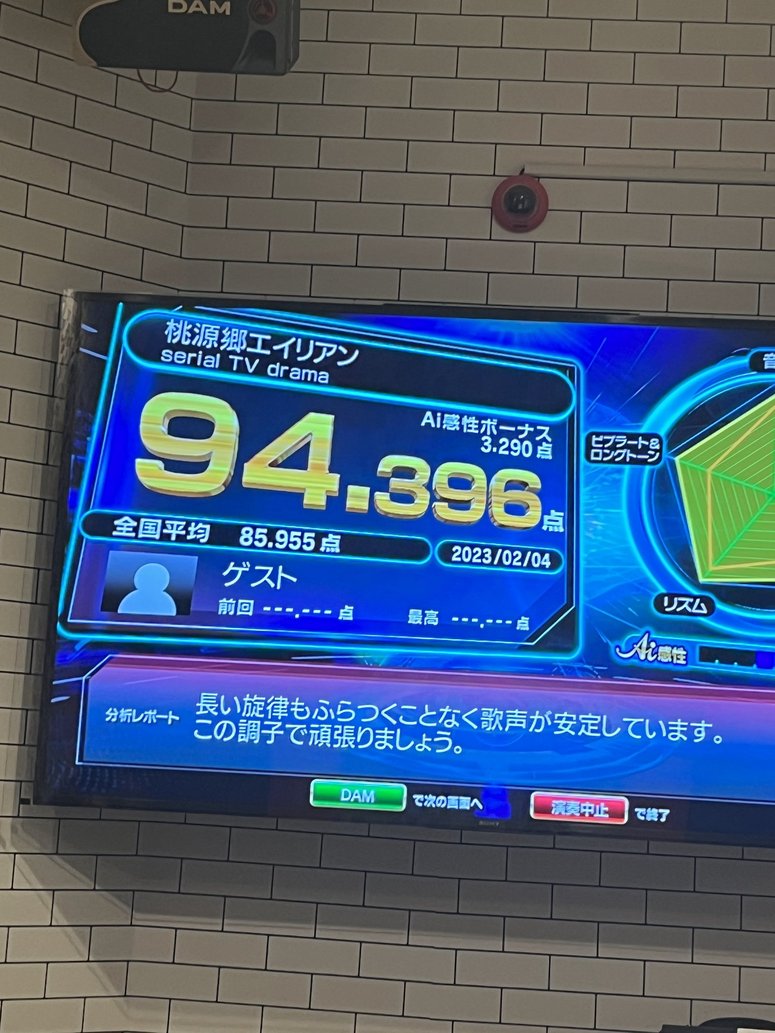 DAM
桃源郷エイリアン
serial TV drama
94.396点
Ai感性ボーナス
3.290点
全国平均 85.955点
2023/02/04
ゲスト
前回 ---.---点 最高 ---.---点
音
ビブラート&
ロングトーン
リズム
Ai感性
分析レポート
長い旋律もふらつくことなく歌声が安定しています。
この調子で頑張りましょう。
DAM で次の画面へ 演奏中止 で終了
SONY